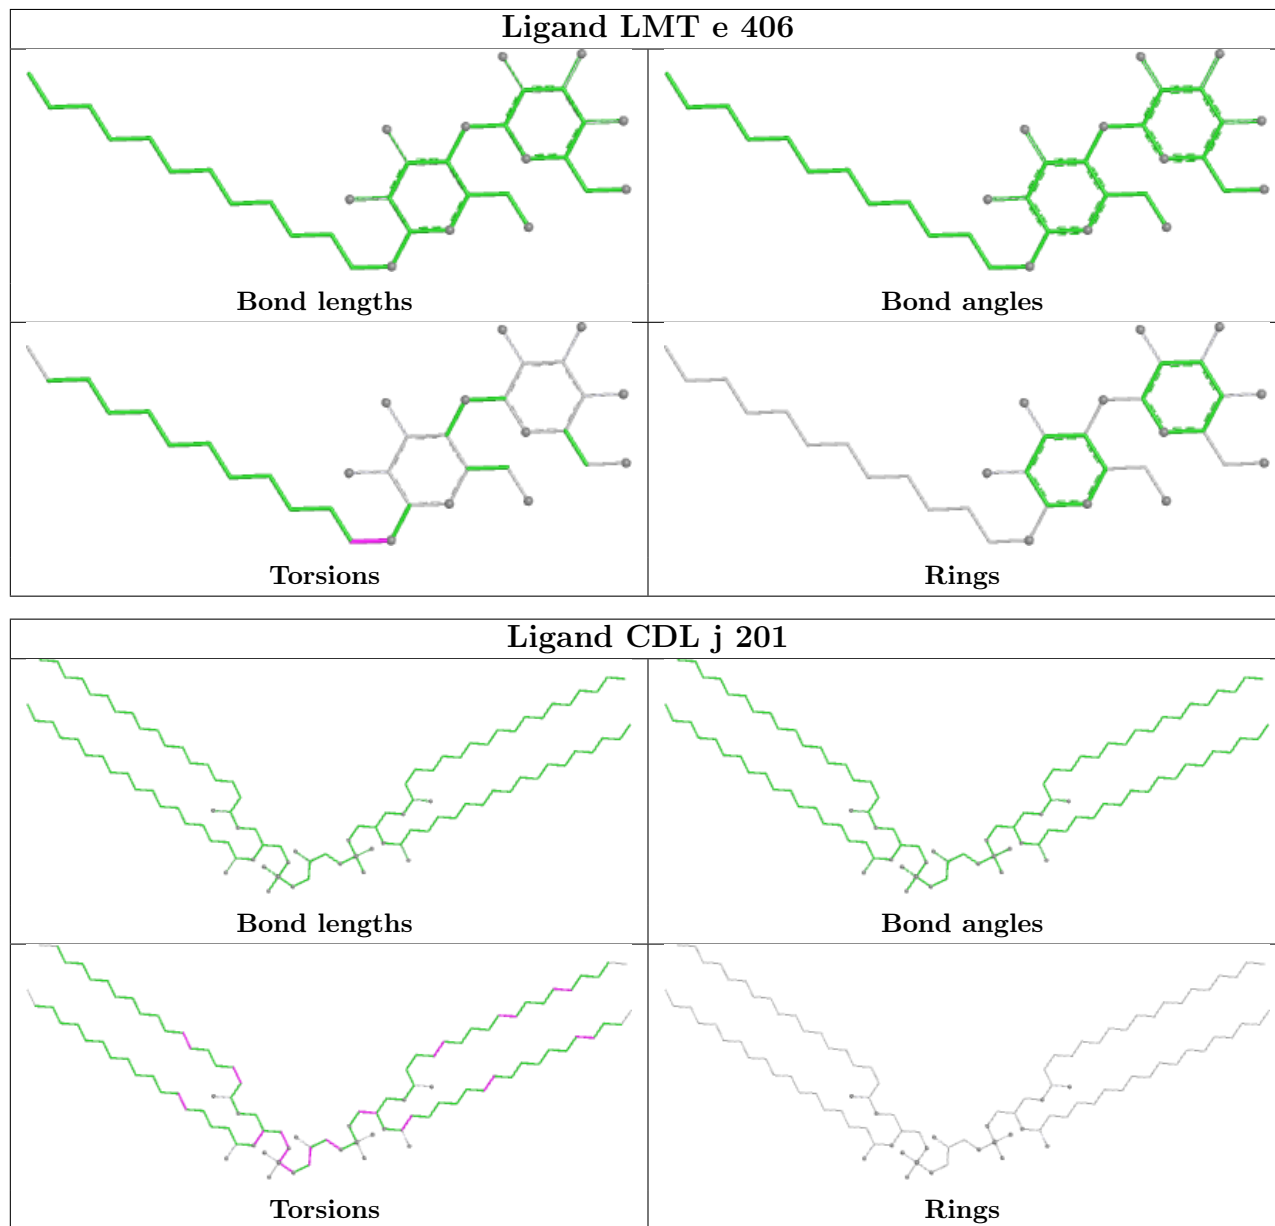 Ligand LMT e 406
Bond lengths
Bond angles
Torsions
Rings
Ligand CDL j 201
Bond lengths
Bond angles
Torsions
Rings